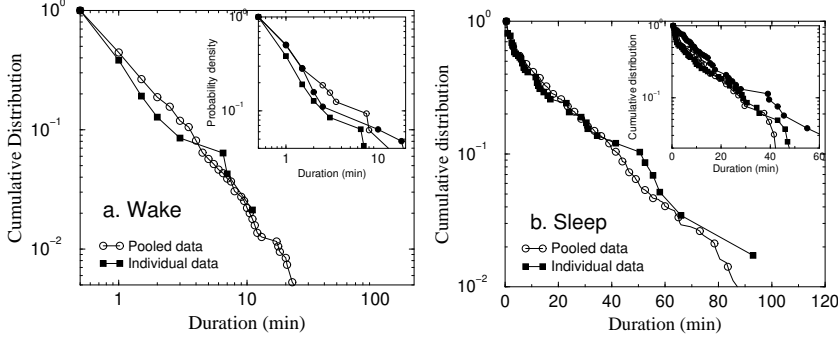 10^0
10^-1
10^-2
Cumulative Distribution
1
10
100
Duration (min)
a. Wake
Pooled data
Individual data
10^0
10^-1
Probability density
1
10
Duration (min)
10^0
10^-1
10^-2
Cumulative distribution
0 20 40 60 80 100 120
Duration (min)
b. Sleep
Pooled data
Individual data
10^0
10^-1
Cumulative distribution
0 20 40 60
Duration (min)